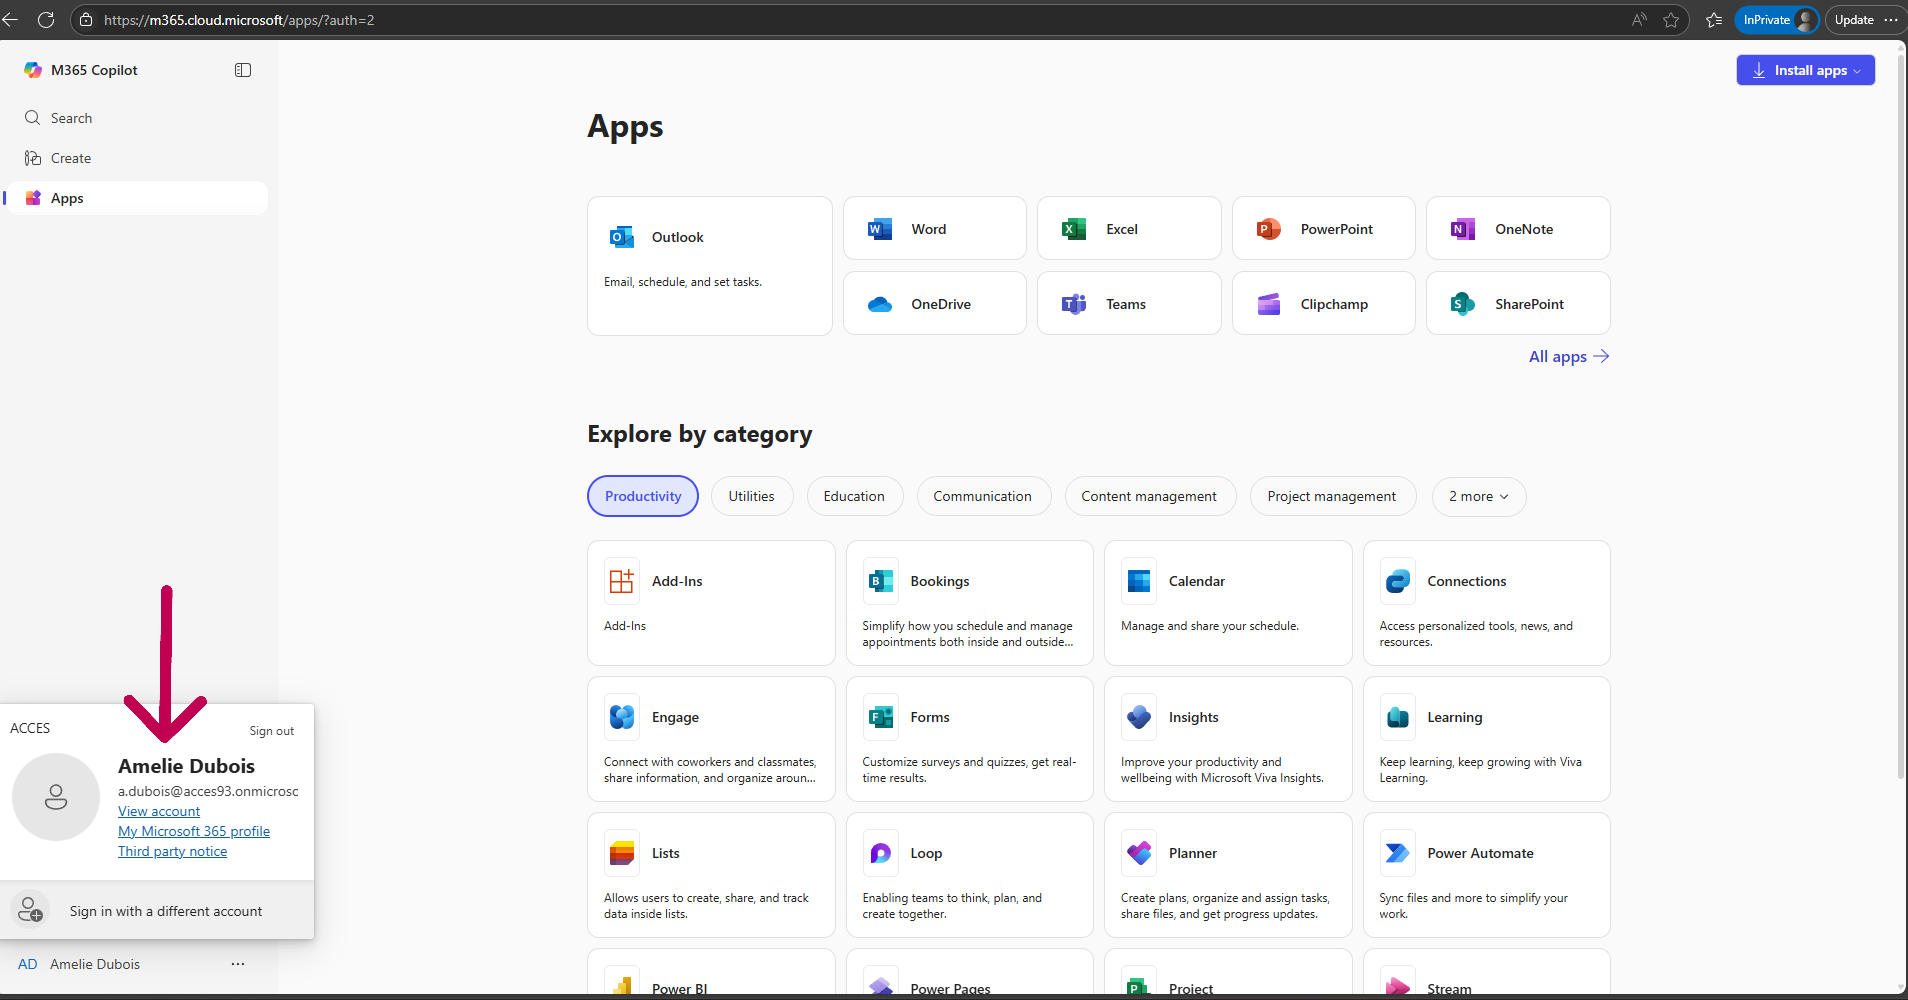 https://m365.cloud.microsoft/apps/?auth=2
InPrivate
Update
M365 Copilot
Search
Create
Apps
Install apps
Apps
Outlook
Email, schedule, and set tasks.
Word
Excel
PowerPoint
OneNote
OneDrive
Teams
Clipchamp
SharePoint
All apps
Explore by category
Productivity
Utilities
Education
Communication
Content management
Project management
2 more
Add-Ins
Add-Ins
Bookings
Simplify how you schedule and manage
appointments both inside and outside...
Calendar
Manage and share your schedule.
Connections
Access personalized tools, news, and
resources.
Engage
Connect with coworkers and classmates,
share information, and organize aroun...
Forms
Customize surveys and quizzes, get real-
time results.
Insights
Improve your productivity and
wellbeing with Microsoft Viva Insights.
Learning
Keep learning, keep growing with Viva
Learning.
Lists
Allows users to create, share, and track
data inside lists.
Loop
Enabling teams to think, plan, and
create together.
Planner
Create plans, organize and assign tasks,
share files, and get progress updates.
Power Automate
Sync files and more to simplify your
work.
Power BI
Power Pages
Project
Stream
ACCES
Sign out
Amelie Dubois
a.dubois@acces93.onmicrosc
View account
My Microsoft 365 profile
Third party notice
Sign in with a different account
AD
Amelie Dubois